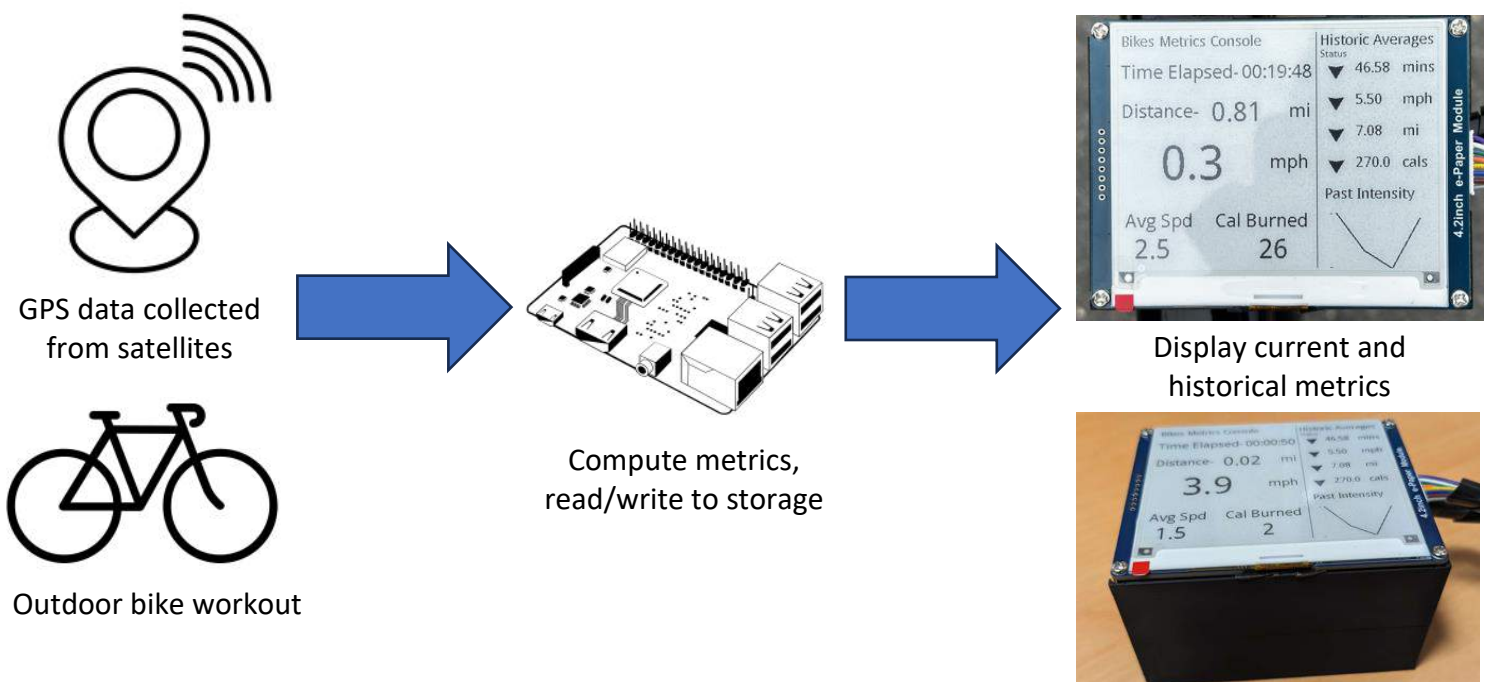 GPS data collected
from satellites
Outdoor bike workout
Compute metrics,
read/write to storage
Bikes Metrics Console
Time Elapsed- 00:19:48
Distance- 0.81 mi
0.3 mph
Avg Spd Cal Burned
2.5 26
Historic Averages
Status
46.58 mins
5.50 mph
7.08 mi
270.0 cals
Past Intensity
4.2inch e-Paper Module
Display current and
historical metrics
Bikes Metrics Console
Time Elapsed- 00:00:50
Distance- 0.02 mi
3.9 mph
Avg Spd Cal Burned
1.5 2
Historic Averages
Status
46.58 mins
5.50 mph
7.08 mi
270.0 cals
Past Intensity
4.2inch e-Paper Module